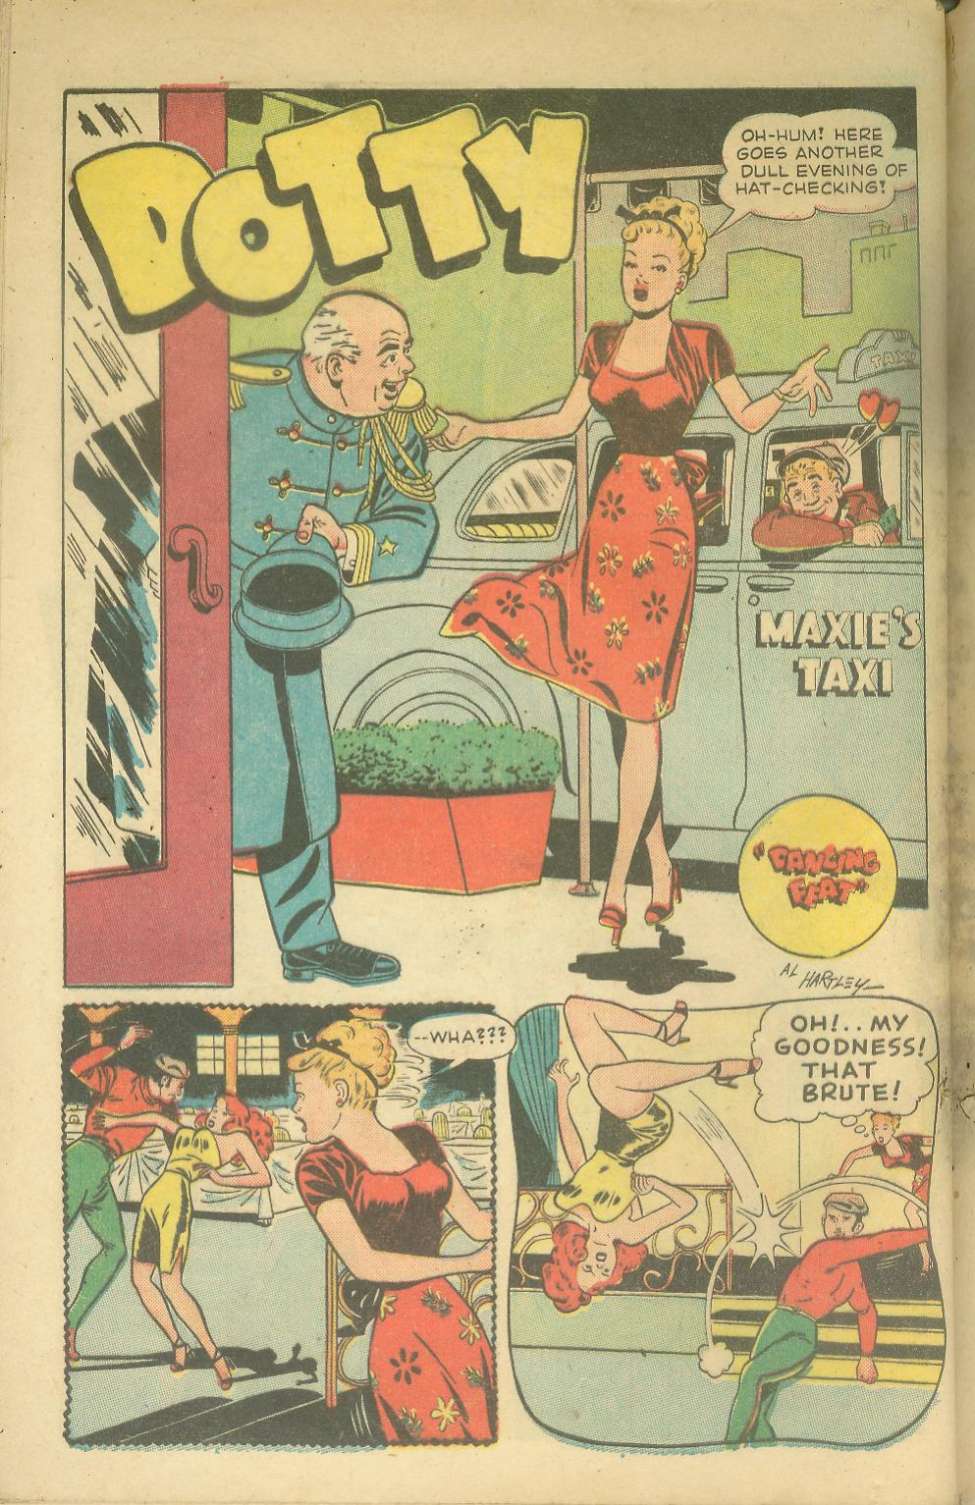 DOTTY
OH-HUM! HERE
GOES ANOTHER
DULL EVENING OF
HAT-CHECKING!
TAXI
MAXIE'S
TAXI
"DANCING
FEAT"
AL HARTLEY
--WHA???
OH!.. MY
GOODNESS!
THAT
BRUTE!